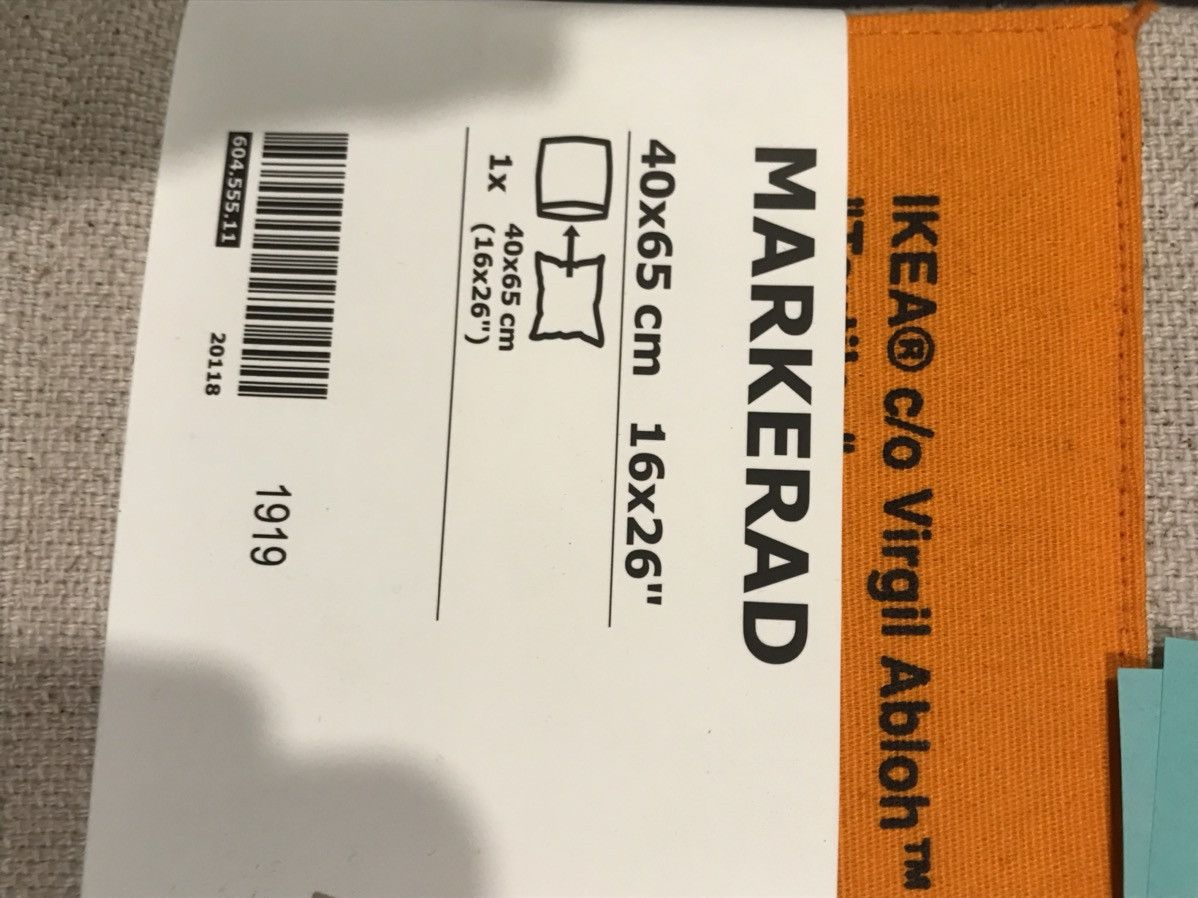 IKEA® c/o Virgil Abloh™
MARKERAD
40x65 cm 16x26"
1x 40x65 cm
(16x26")
604.555.11
20118
1919